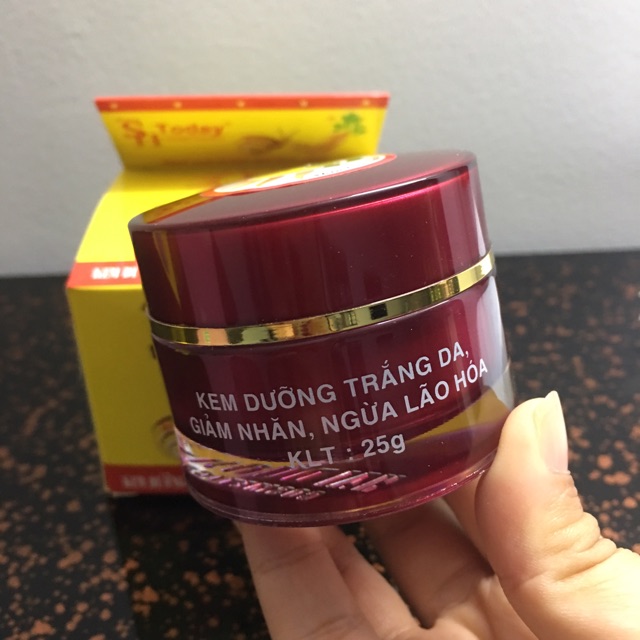 Today
KEM DƯỠNG TRẮNG DA,
GIẢM NHĂN, NGỪA LÃO HÓA
KLT : 25g